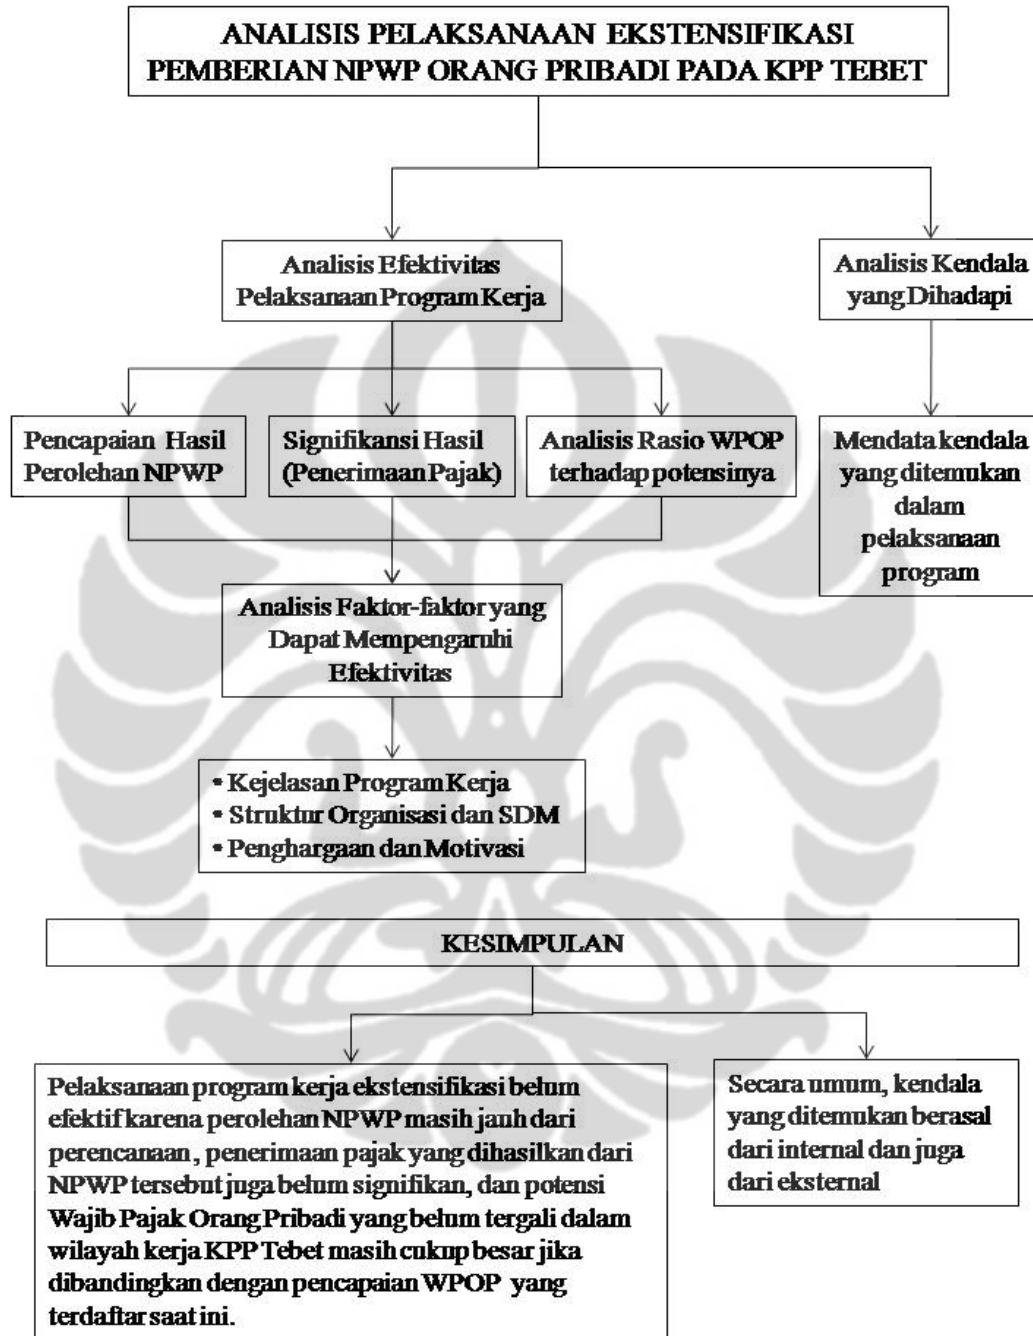 ANALISIS PELAKSANAAN EKSTENSIFIKASI
PEMBERIAN NPWP ORANG PRIBADI PADA KPP TEBET
Analisis Efektivitas
Pelaksanaan Program Kerja
Analisis Kendala
yang Dihadapi
Pencapaian Hasil
Perolehan NPWP
Signifikansi Hasil
(Penerimaan Pajak)
Analisis Rasio WPOP
terhadap potensinya
Mendata kendala
yang ditemukan
dalam
pelaksanaan
program
Analisis Faktor-faktor yang
Dapat Mempengaruhi
Efektivitas
• Kejelasan Program Kerja
• Struktur Organisasi dan SDM
• Penghargaan dan Motivasi
KESIMPULAN
Pelaksanaan program kerja ekstensifikasi belum
efektif karena perolehan NPWP masih jauh dari
perencanaan, penerimaan pajak yang dihasilkan dari
NPWP tersebut juga belum signifikan, dan potensi
Wajib Pajak Orang Pribadi yang belum tergali dalam
wilayah kerja KPP Tebet masih cukup besar jika
dibandingkan dengan pencapaian WPOP yang
terdaftar saat ini.
Secara umum, kendala
yang ditemukan berasal
dari internal dan juga
dari eksternal